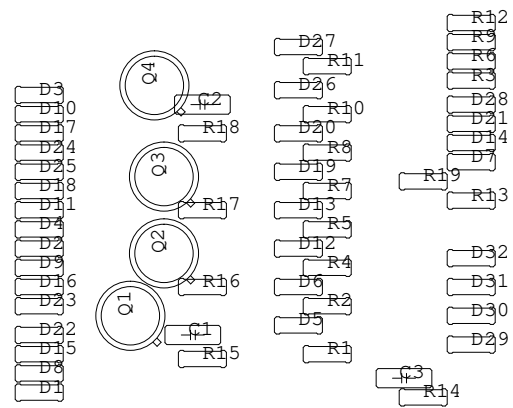 D3
D10
D17
D24
D25
D18
D11
D4
D2
D9
D16
D23
D22
D15
D8
D1
Q4
C2
R18
Q3
R17
Q2
R16
Q1
C1
R15
D27
R11
D26
R10
D20
R8
D19
R7
D13
R5
D12
R4
D6
R2
D5
R1
R12
R9
R6
R3
D28
D21
D14
D7
R19
R13
D32
D31
D30
D29
C3
R14